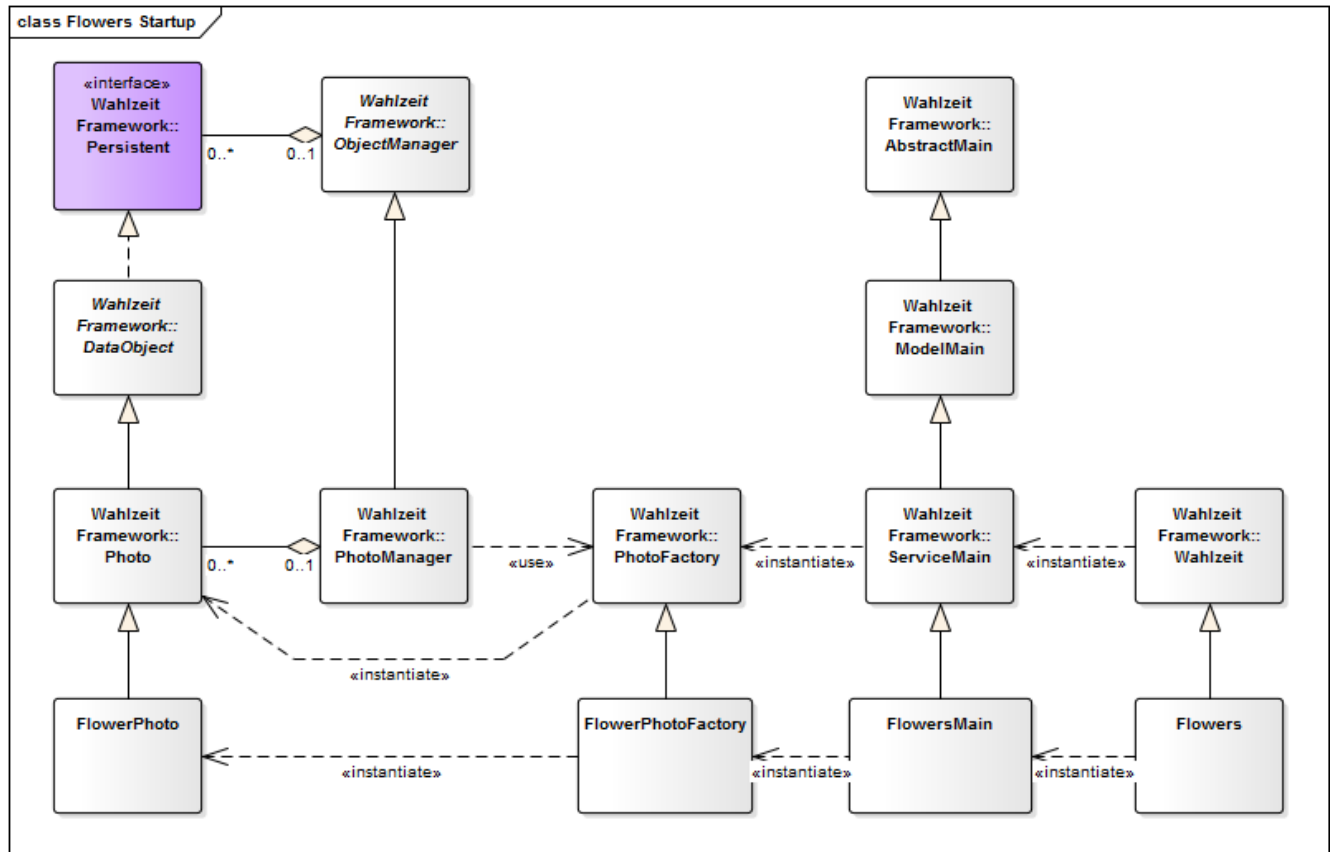 class Flowers Startup
«interface»
Wahlzeit
Framework::
Persistent
0..*
0..1
Wahlzeit
Framework::
ObjectManager
Wahlzeit
Framework::
AbstractMain
Wahlzeit
Framework::
DataObject
Wahlzeit
Framework::
ModelMain
Wahlzeit
Framework::
Photo
0..*
0..1
Wahlzeit
Framework::
PhotoManager
«use»
Wahlzeit
Framework::
PhotoFactory
«instantiate»
Wahlzeit
Framework::
ServiceMain
«instantiate»
Wahlzeit
Framework::
Wahlzeit
«instantiate»
FlowerPhoto
«instantiate»
FlowerPhotoFactory
«instantiate»
FlowersMain
«instantiate»
Flowers